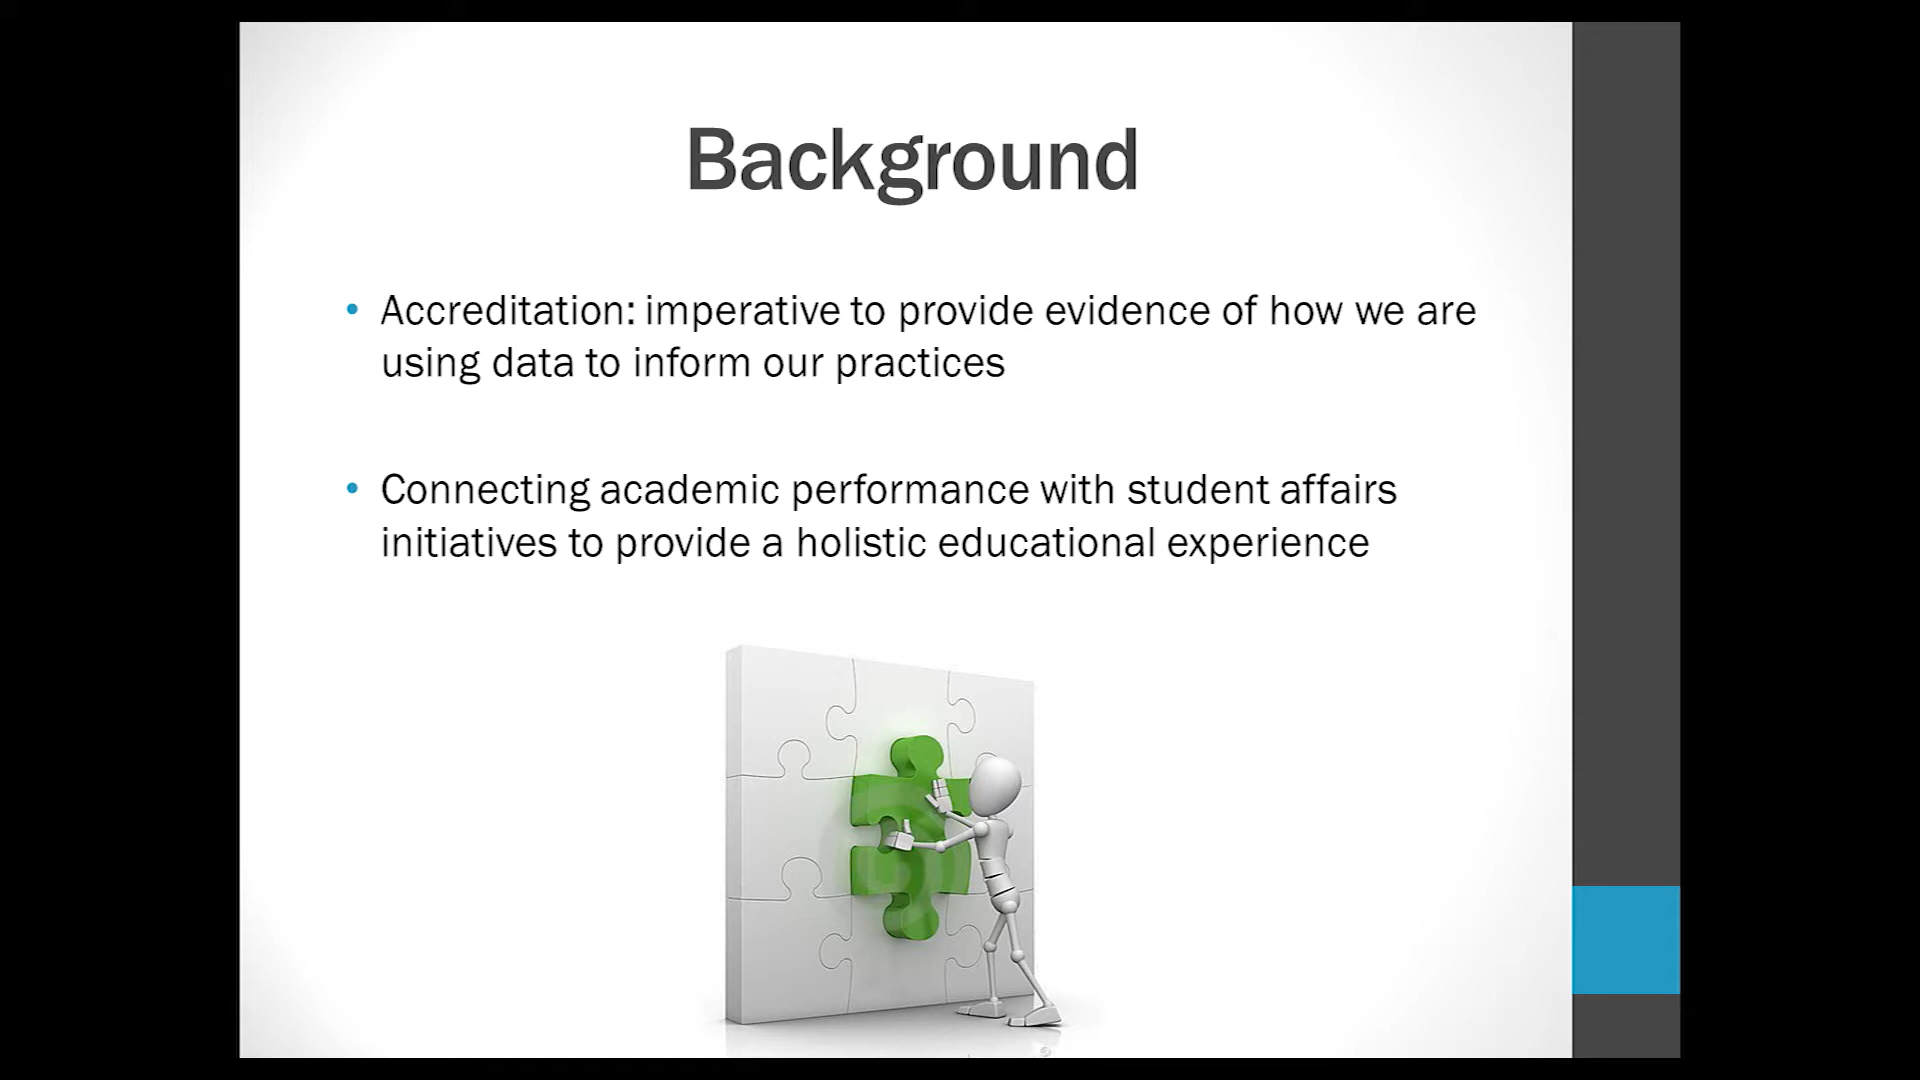 Background
• Accreditation: imperative to provide evidence of how we are
using data to inform our practices
• Connecting academic performance with student affairs
initiatives to provide a holistic educational experience